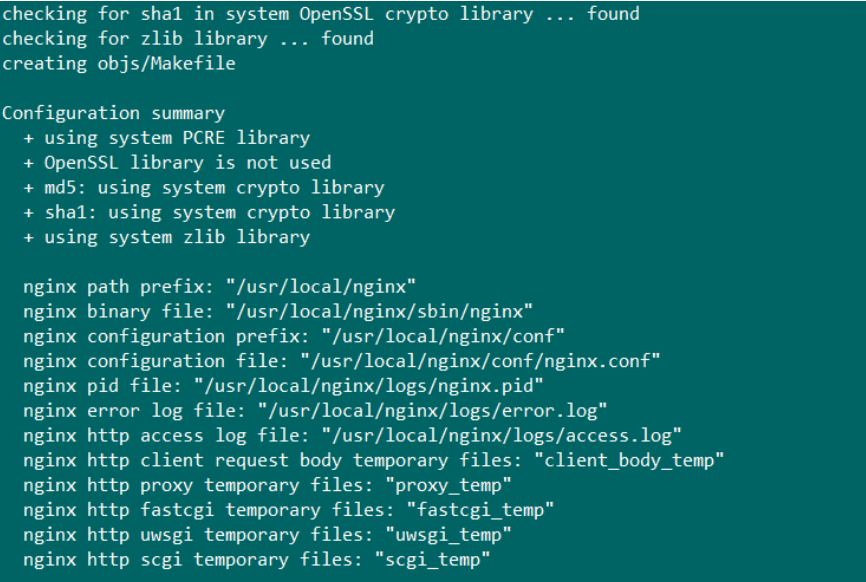 checking for sha1 in system OpenSSL crypto library ... found
checking for zlib library ... found
creating objs/Makefile
Configuration summary
+ using system PCRE library
+ OpenSSL library is not used
+ md5: using system crypto library
+ sha1: using system crypto library
+ using system zlib library
nginx path prefix: "/usr/local/nginx"
nginx binary file: "/usr/local/nginx/sbin/nginx"
nginx configuration prefix: "/usr/local/nginx/conf"
nginx configuration file: "/usr/local/nginx/conf/nginx.conf"
nginx pid file: "/usr/local/nginx/logs/nginx.pid"
nginx error log file: "/usr/local/nginx/logs/error.log"
nginx http access log file: "/usr/local/nginx/logs/access.log"
nginx http client request body temporary files: "client_body_temp"
nginx http proxy temporary files: "proxy_temp"
nginx http fastcgi temporary files: "fastcgi_temp"
nginx http uwsgi temporary files: "uwsgi_temp"
nginx http scgi temporary files: "scgi_temp"